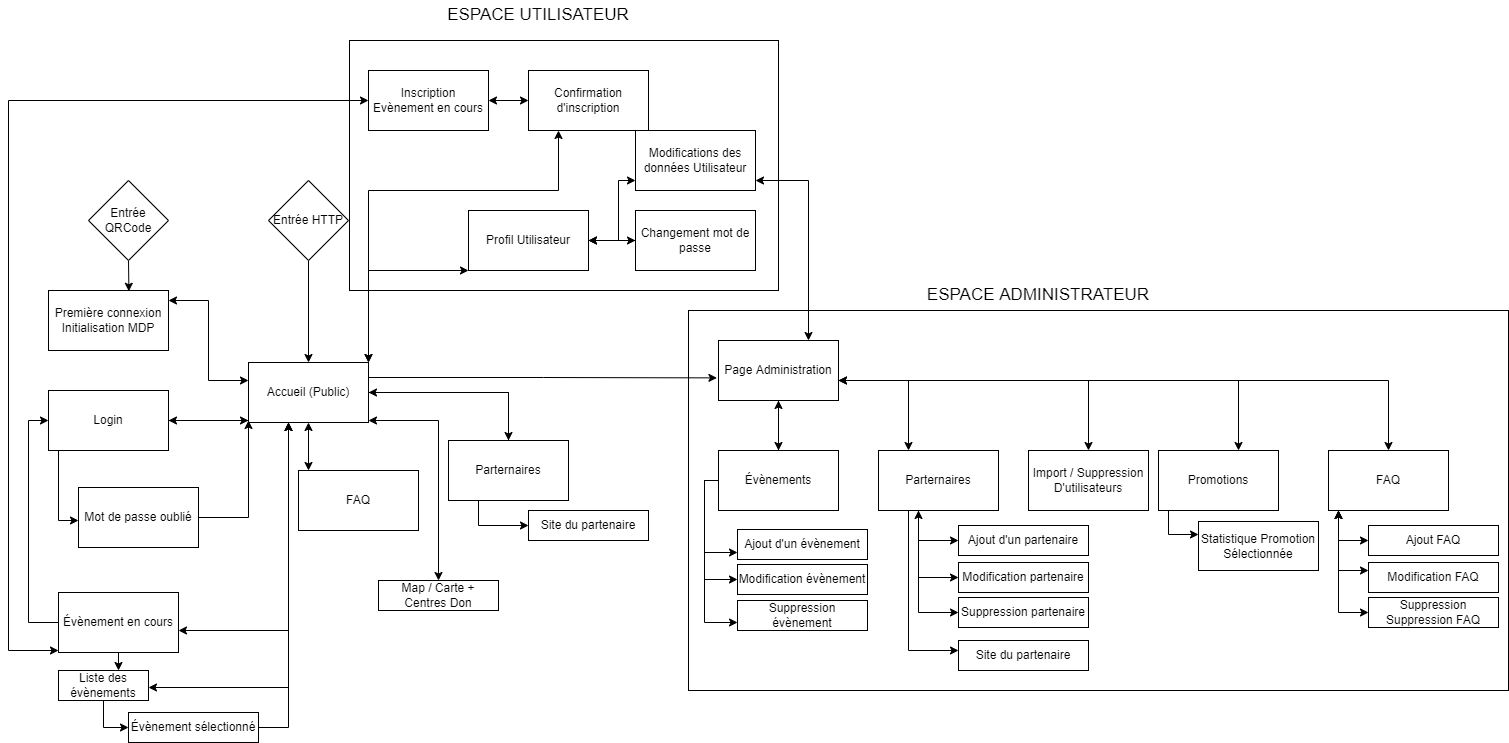 ESPACE UTILISATEUR
Inscription
Evènement en cours
Confirmation
d'inscription
Modifications des
données Utilisateur
Profil Utilisateur
Changement mot de
passe
Entrée
QRCode
Entrée HTTP
Première connexion
Initialisation MDP
Accueil (Public)
Login
Mot de passe oublié
FAQ
Parternaires
Site du partenaire
Map / Carte +
Centres Don
Évènement en cours
Liste des
évènements
Évènement sélectionné
ESPACE ADMINISTRATEUR
Page Administration
Évènements
Ajout d'un évènement
Modification évènement
Suppression
évènement
Parternaires
Ajout d'un partenaire
Modification partenaire
Suppression partenaire
Site du partenaire
Import / Suppression
D'utilisateurs
Promotions
Statistique Promotion
Sélectionnée
FAQ
Ajout FAQ
Modification FAQ
Suppression
Suppression FAQ